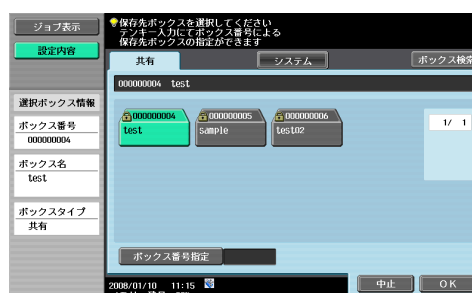 ジョブ表示
設定内容
選択ボックス情報
ボックス番号
000000004
ボックス名
test
ボックスタイプ
共有
保存先ボックスを選択してください
テンキー入力にてボックス番号による
保存先ボックスの指定ができます
共有 システム ボックス検索
000000004 test
000000004 000000005 000000006
test sample test02
1/ 1
ボックス番号指定
2008/01/10 11:15
中止 OK